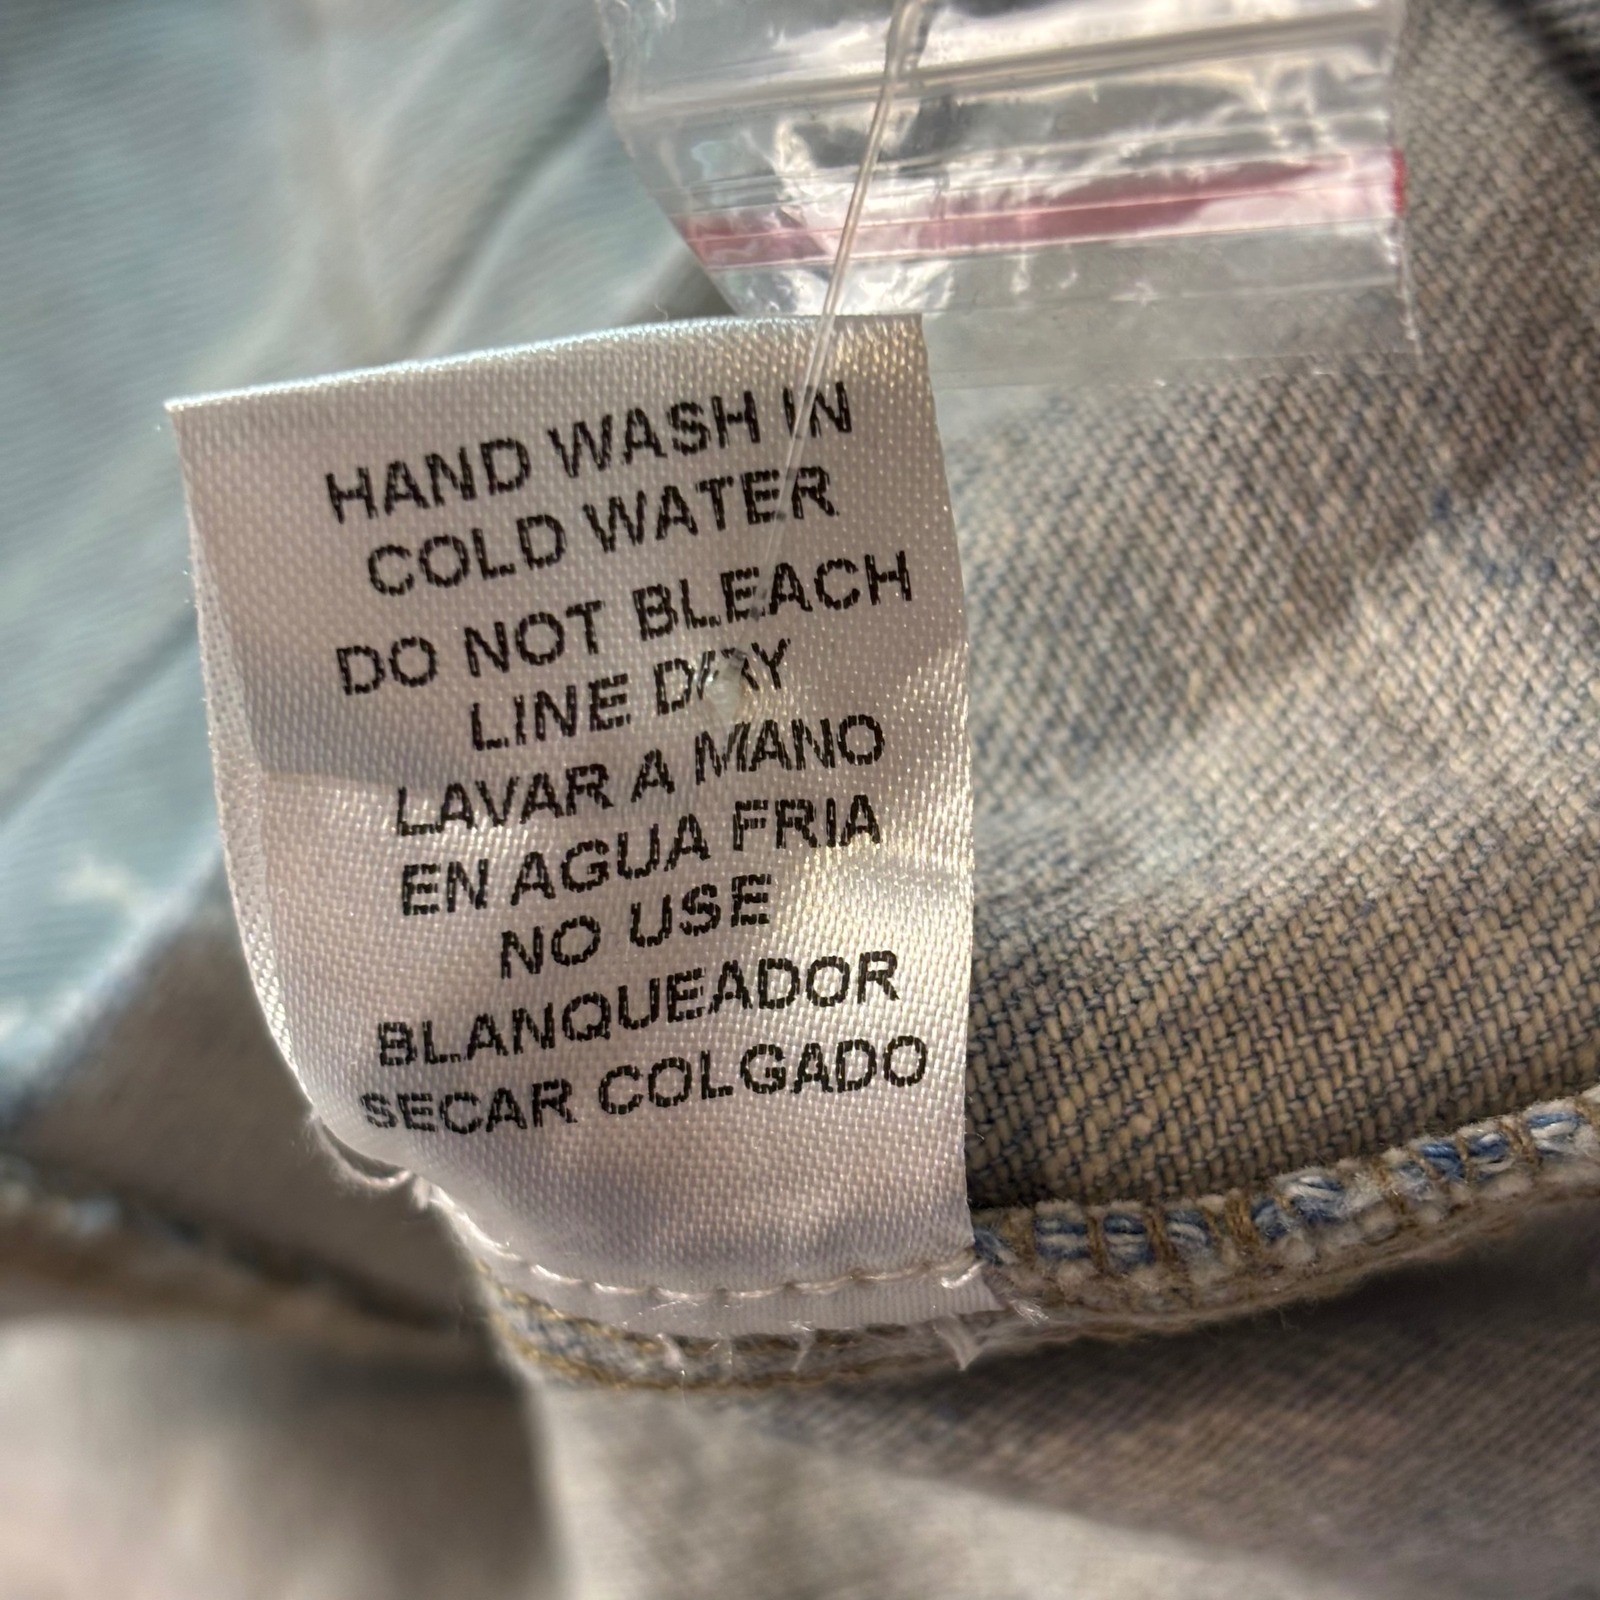 HAND WASH IN
COLD WATER
DO NOT BLEACH
LINE DRY
LAVAR A MANO
EN AGUA FRIA
NO USE
BLANQUEADOR
SECAR COLGADO